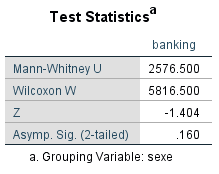 Test Statisticsa
banking
Mann-Whitney U 2576.500
Wilcoxon W 5816.500
Z -1.404
Asymp. Sig. (2-tailed) .160
a. Grouping Variable: sexe